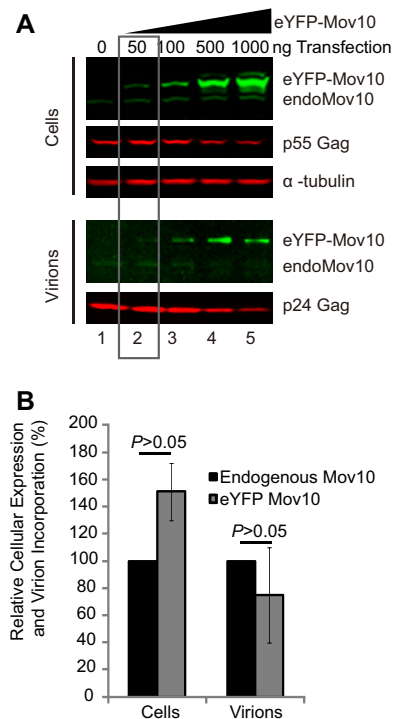 A
eYFP-Mov10
0 50 100 500 1000 ng Transfection
Cells
eYFP-Mov10
endoMov10
p55 Gag
α -tubulin
Virions
eYFP-Mov10
endoMov10
p24 Gag
1 2 3 4 5
B
Relative Cellular Expression
and Virion Incorporation (%)
200
180
160
140
120
100
80
60
40
20
0
P>0.05
Endogenous Mov10
eYFP Mov10
P>0.05
Cells Virions